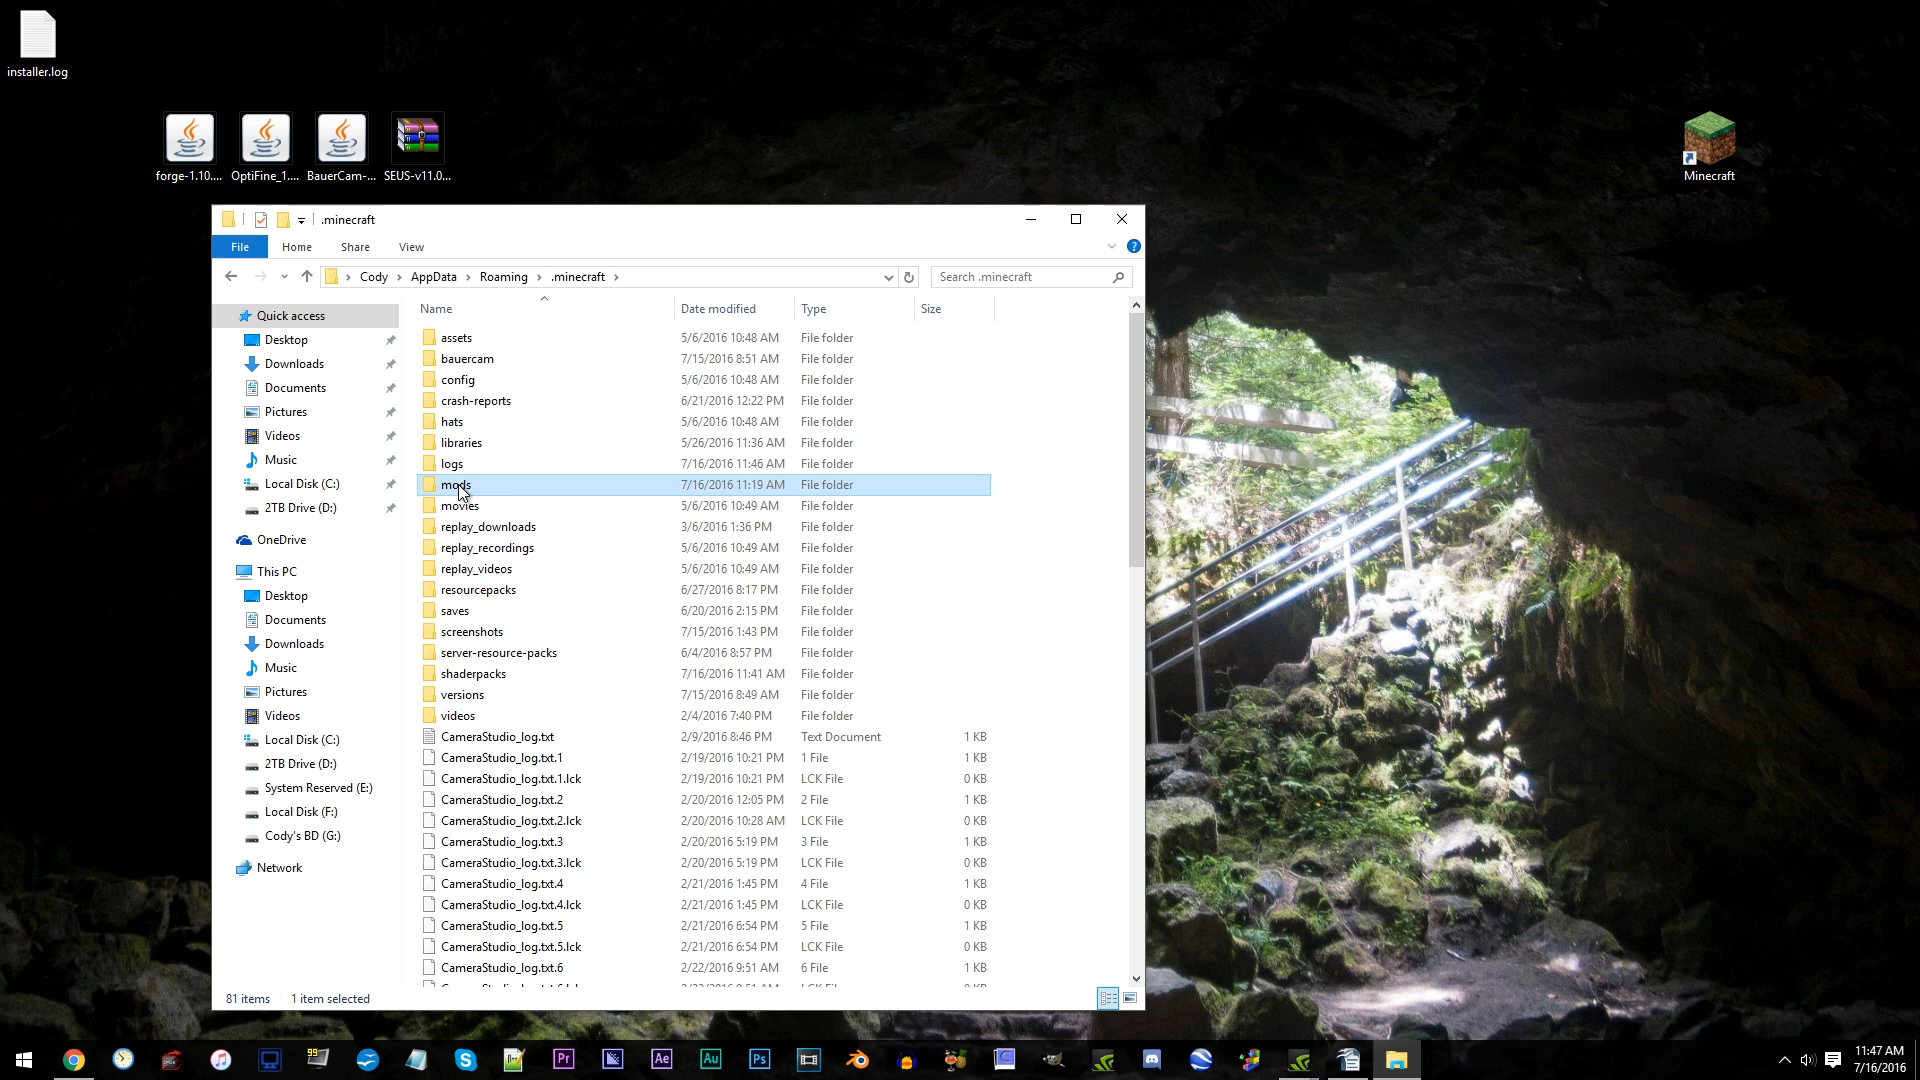 installer.log
forge-1.10....
OptiFine_1....
BauerCam-...
SEUS-v11.0...
Minecraft
.minecraft
File Home Share View
Cody AppData Roaming .minecraft
Search .minecraft
Name Date modified Type Size
Quick access
Desktop
Downloads
Documents
Pictures
Videos
Music
Local Disk (C:)
2TB Drive (D:)
OneDrive
This PC
Desktop
Documents
Downloads
Music
Pictures
Videos
Local Disk (C:)
2TB Drive (D:)
System Reserved (E:)
Local Disk (F:)
Cody's BD (G:)
Network
assets 5/6/2016 10:48 AM File folder
bauercam 7/15/2016 8:51 AM File folder
config 5/6/2016 10:48 AM File folder
crash-reports 6/21/2016 12:22 PM File folder
hats 5/6/2016 10:48 AM File folder
libraries 5/26/2016 11:36 AM File folder
logs 7/16/2016 11:46 AM File folder
mods 7/16/2016 11:19 AM File folder
movies 5/6/2016 10:49 AM File folder
replay_downloads 3/6/2016 1:36 PM File folder
replay_recordings 5/6/2016 10:49 AM File folder
replay_videos 5/6/2016 10:49 AM File folder
resourcepacks 6/27/2016 8:17 PM File folder
saves 6/20/2016 2:15 PM File folder
screenshots 7/15/2016 1:43 PM File folder
server-resource-packs 6/4/2016 8:57 PM File folder
shaderpacks 7/16/2016 11:41 AM File folder
versions 7/15/2016 8:49 AM File folder
videos 2/4/2016 7:40 PM File folder
CameraStudio_log.txt 2/9/2016 8:46 PM Text Document 1 KB
CameraStudio_log.txt.1 2/19/2016 10:21 PM 1 File 1 KB
CameraStudio_log.txt.1.lck 2/19/2016 10:21 PM LCK File 0 KB
CameraStudio_log.txt.2 2/20/2016 12:05 PM 2 File 1 KB
CameraStudio_log.txt.2.lck 2/20/2016 10:28 AM LCK File 0 KB
CameraStudio_log.txt.3 2/20/2016 5:19 PM 3 File 1 KB
CameraStudio_log.txt.3.lck 2/20/2016 5:19 PM LCK File 0 KB
CameraStudio_log.txt.4 2/21/2016 1:45 PM 4 File 1 KB
CameraStudio_log.txt.4.lck 2/21/2016 1:45 PM LCK File 0 KB
CameraStudio_log.txt.5 2/21/2016 6:54 PM 5 File 1 KB
CameraStudio_log.txt.5.lck 2/21/2016 6:54 PM LCK File 0 KB
CameraStudio_log.txt.6 2/22/2016 9:51 AM 6 File 1 KB
81 items 1 item selected
99
Pr
Ae
Au
Ps
11:47 AM
7/16/2016